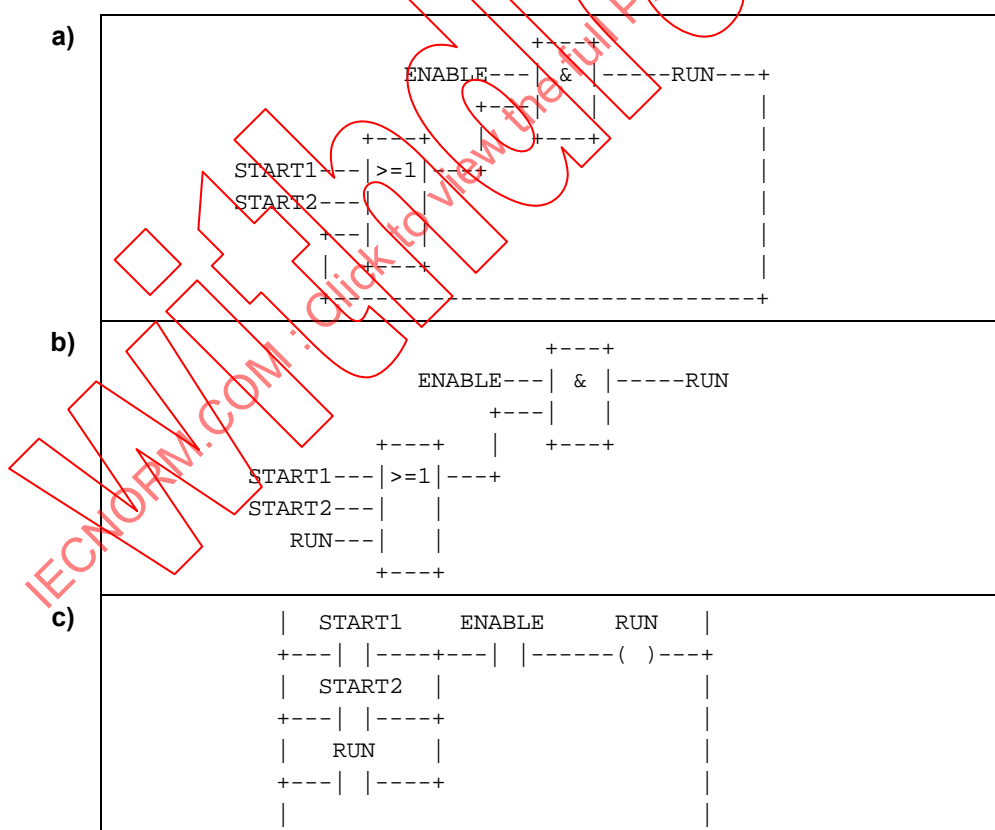 a)
+---+
ENABLE---| & |-----RUN---+
+---| | |
+---+ | +---+ |
START1---|>=1|---+ |
START2---| | |
+--| | |
| +---+ |
+-------------------------------+
b)
+---+
ENABLE---| & |-----RUN
+---| |
+---+ | +---+
START1---|>=1|---+
START2---| |
RUN---| |
+---+
c)
| START1 ENABLE RUN |
+---| |----+---| |------( )---+
| START2 | |
+---| |----+ |
| RUN | |
+---| |----+ |
| |
IECNORM.COM : Click to view the full
Withd